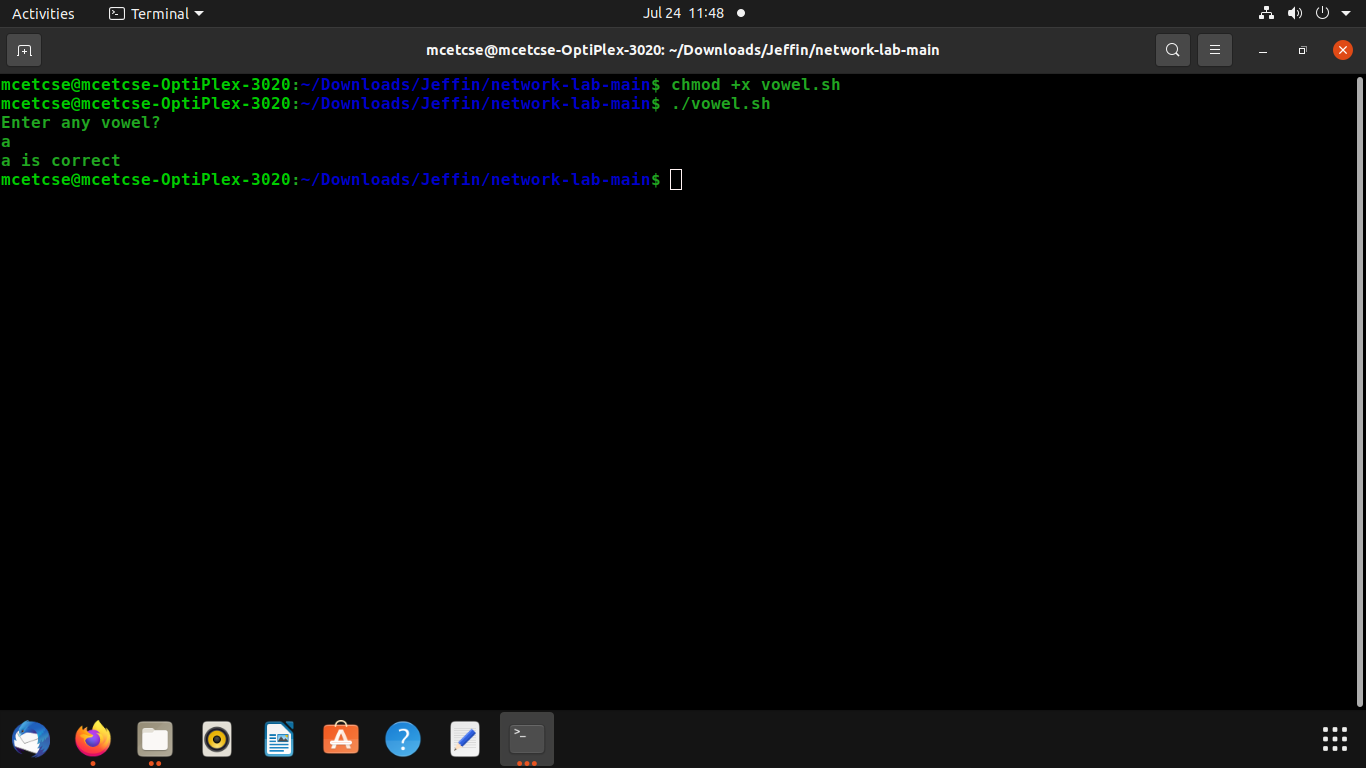 Activities
Terminal
Jul 24 11:48
mcetcse@mcetcse-OptiPlex-3020: ~/Downloads/Jeffin/network-lab-main
mcetcse@mcetcse-OptiPlex-3020:~/Downloads/Jeffin/network-lab-main$ chmod +x vowel.sh
mcetcse@mcetcse-OptiPlex-3020:~/Downloads/Jeffin/network-lab-main$ ./vowel.sh
Enter any vowel?
a
a is correct
mcetcse@mcetcse-OptiPlex-3020:~/Downloads/Jeffin/network-lab-main$